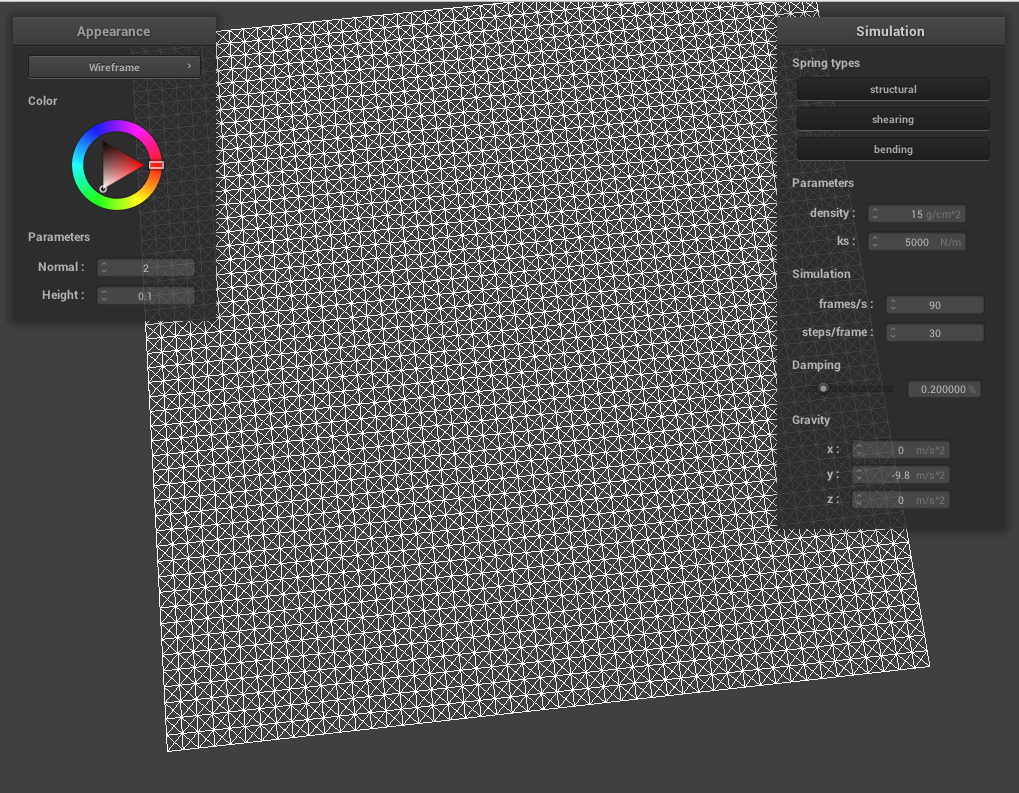 Appearance
Wireframe
Color
Parameters
Normal : 2
Height : 0.1
Simulation
Spring types
structural
shearing
bending
Parameters
density : 15 g/cm^2
ks : 5000 N/m
Simulation
frames/s : 90
steps/frame : 30
Damping
0.200000 %
Gravity
x : 0 m/s^2
y : -9.8 m/s^2
z : 0 m/s^2